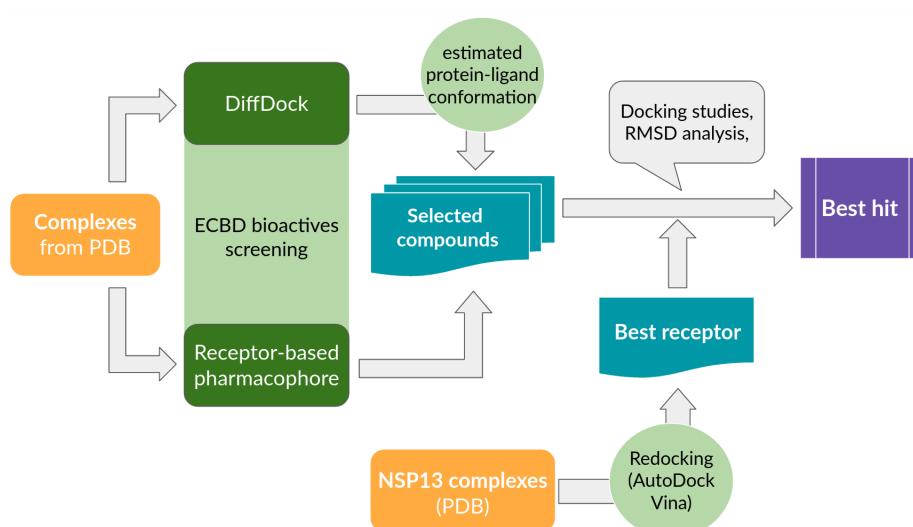 Complexes
from PDB
DiffDock
ECBD bioactives
screening
Receptor-based
pharmacophore
estimated
protein-ligand
conformation
Selected
compounds
Docking studies,
RMSD analysis,
Best hit
Best receptor
NSP13 complexes
(PDB)
Redocking
(AutoDock
Vina)